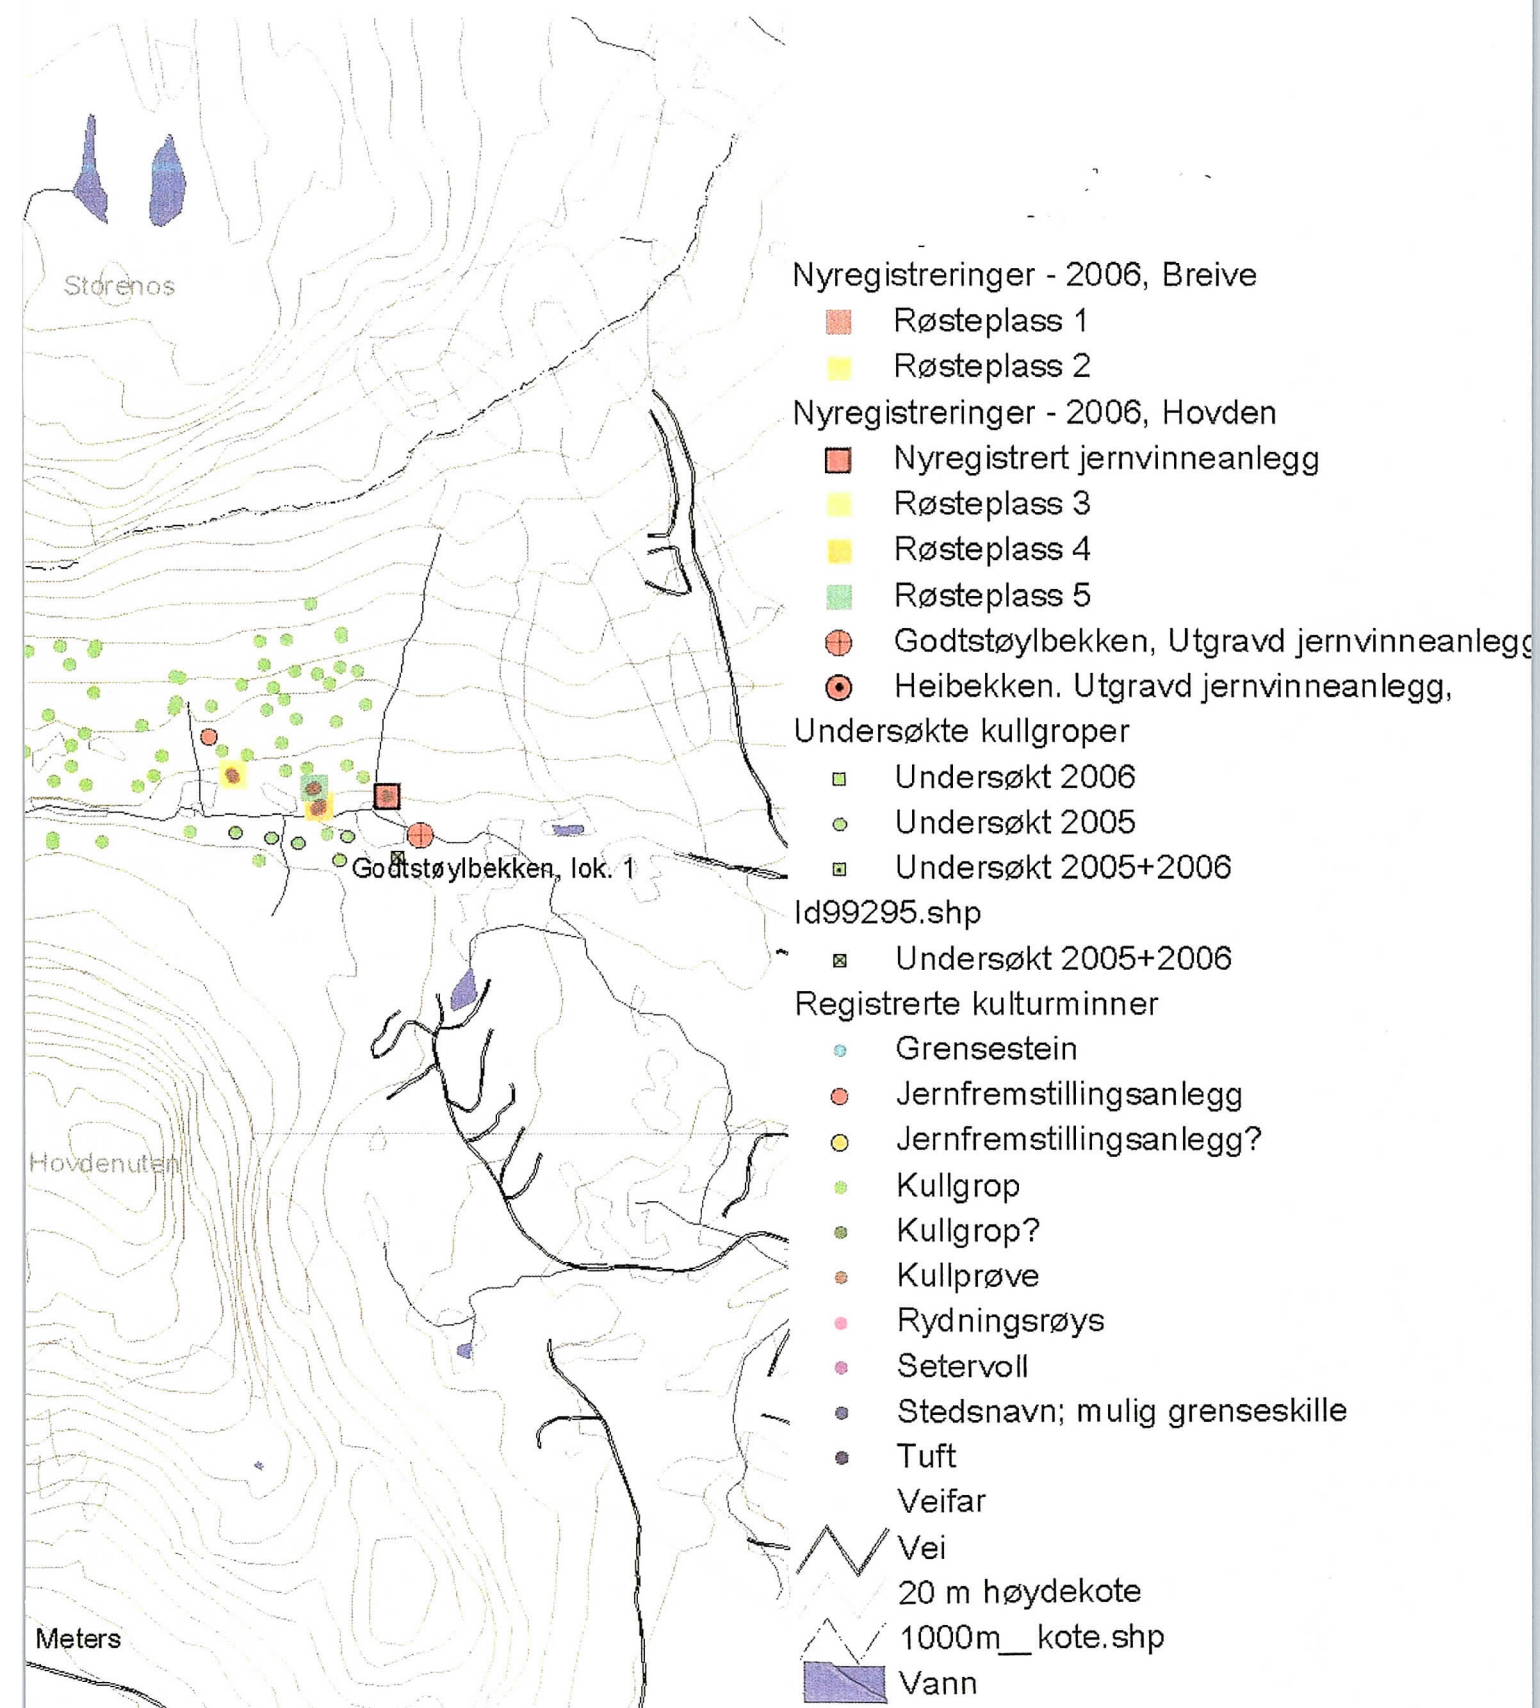 Storenos
Godtstøylbekken, lok. 1
Hovdenuten
Meters
Nyregistreringer - 2006, Breive
Røsteplass 1
Røsteplass 2
Nyregistreringer - 2006, Hovden
Nyregistrert jernvinneanlegg
Røsteplass 3
Røsteplass 4
Røsteplass 5
Godtstøylbekken, Utgravd jernvinneanlegg
Heibekken. Utgravd jernvinneanlegg,
Undersøkte kullgroper
Undersøkt 2006
Undersøkt 2005
Undersøkt 2005+2006
Id99295.shp
Undersøkt 2005+2006
Registrerte kulturminner
Grensestein
Jernfremstillingsanlegg
Jernfremstillingsanlegg?
Kullgrop
Kullgrop?
Kullprøve
Rydningsrøys
Setervoll
Stedsnavn; mulig grenseskille
Tuft
Veifar
Vei
20 m høydekote
1000m__kote.shp
Vann